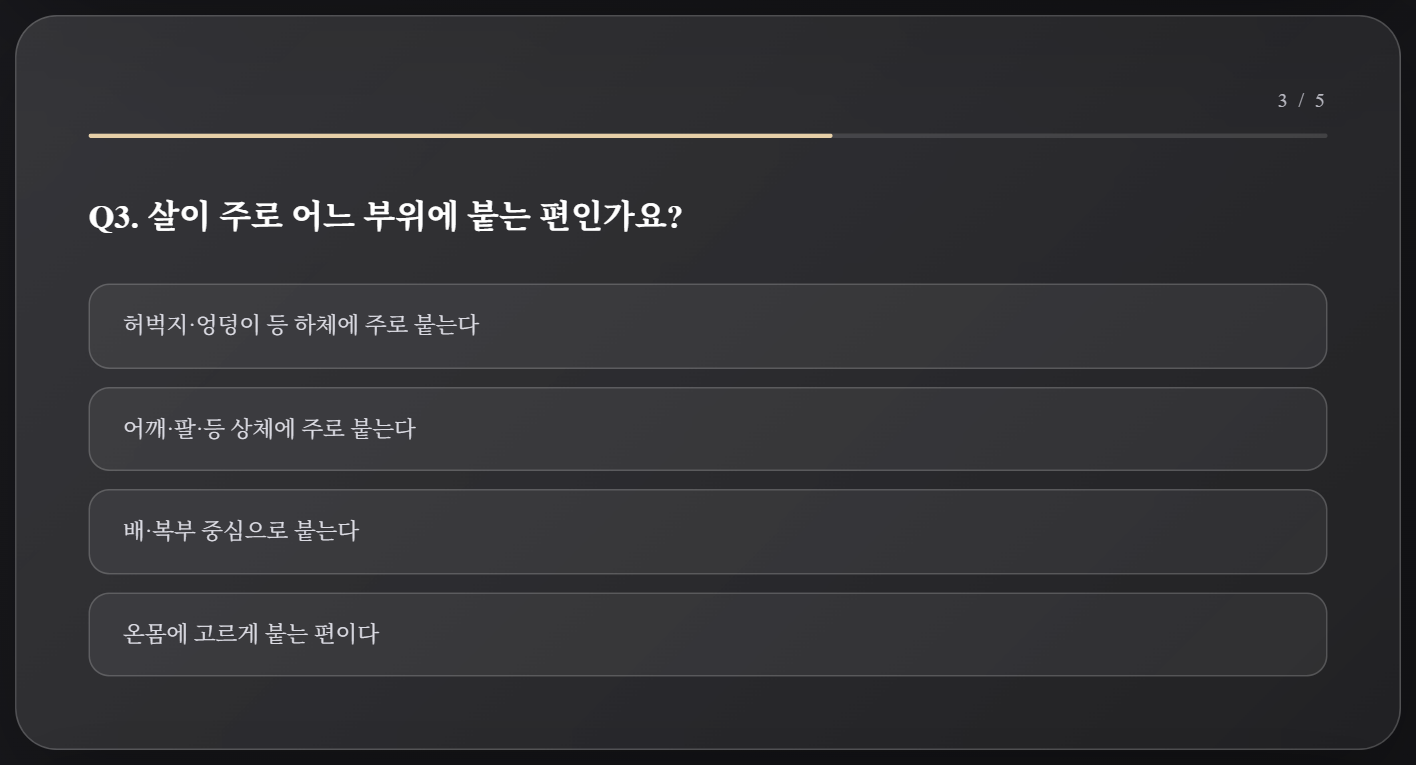 3 / 5
Q3. 살이 주로 어느 부위에 붙는 편인가요?
허벅지·엉덩이 등 하체에 주로 붙는다
어깨·팔·등 상체에 주로 붙는다
배·복부 중심으로 붙는다
온몸에 고르게 붙는 편이다